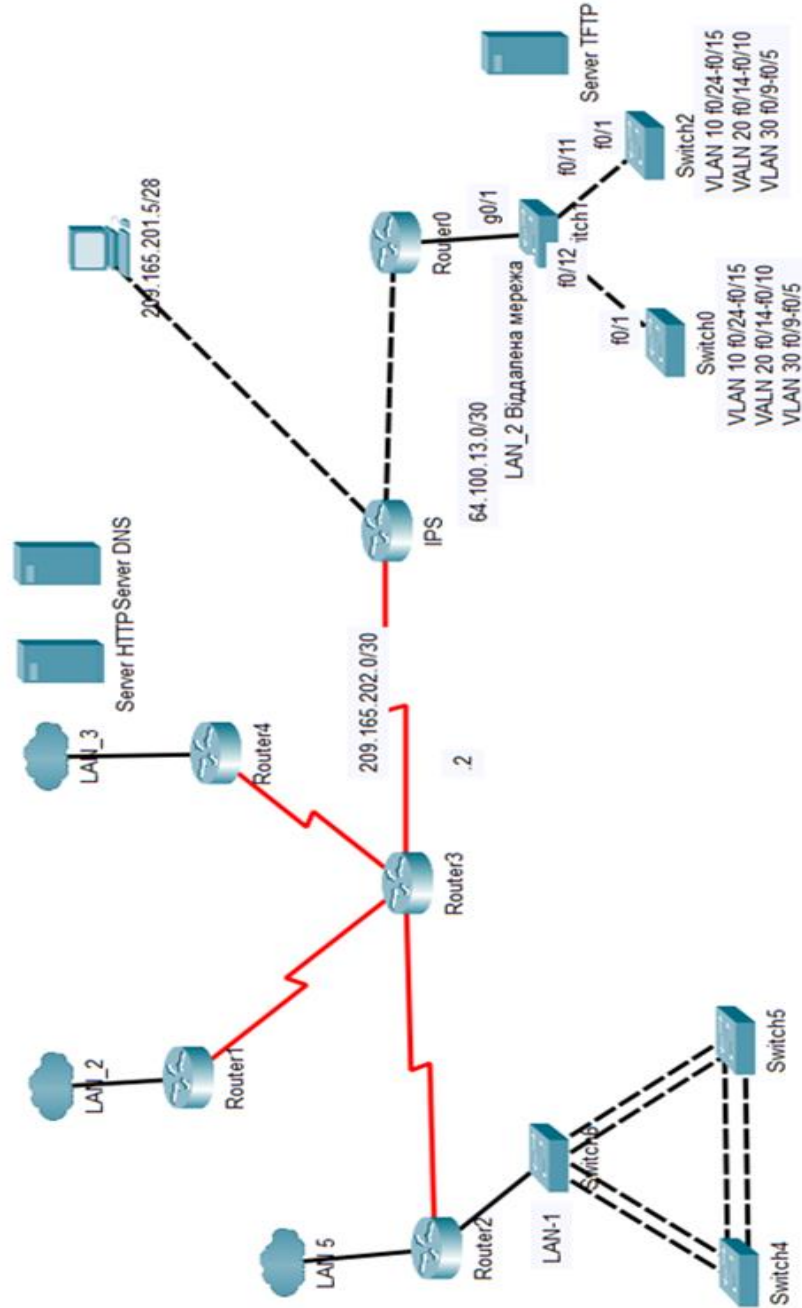 LAN_2
LAN_3
Server HTTP
Server DNS
209.165.201.5/28
LAN_5
Router1
Router4
Router2
Router3
209.165.202.0/30
.2
IPS
64.100.13.0/30
Router0
g0/1
Server TFTP
LAN_2 Віддалена мережа
itch1
f0/12
f0/11
f0/1
f0/1
LAN-1
Switch6
Switch4
Switch5
Switch0
VLAN 10 f0/24-f0/15
VALN 20 f0/14-f0/10
VLAN 30 f0/9-f0/5
Switch2
VLAN 10 f0/24-f0/15
VALN 20 f0/14-f0/10
VLAN 30 f0/9-f0/5